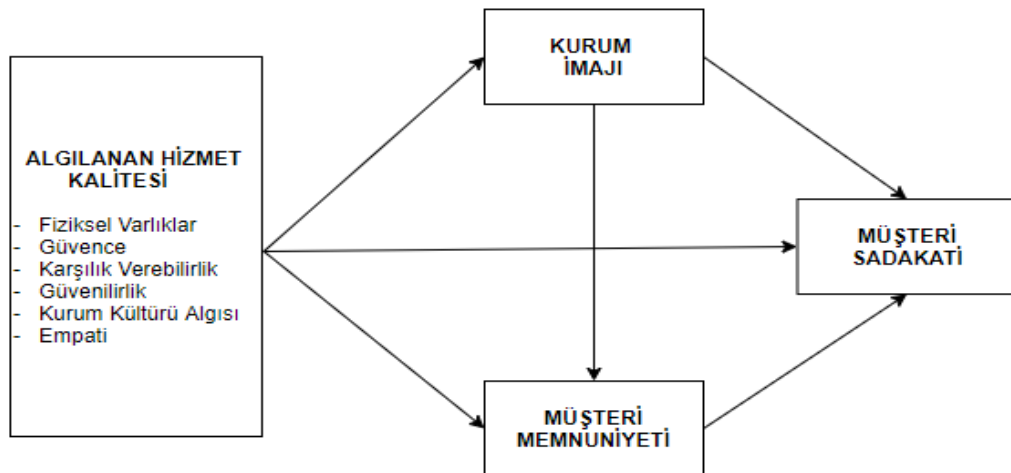 KURUM
İMAJI
ALGILANAN HİZMET
KALİTESİ
- Fiziksel Varlıklar
- Güvence
- Karşılık Verebilirlik
- Güvenilirlik
- Kurum Kültürü Algısı
- Empati
MÜŞTERİ
SADAKATİ
MÜŞTERİ
MEMNUNİYETİ